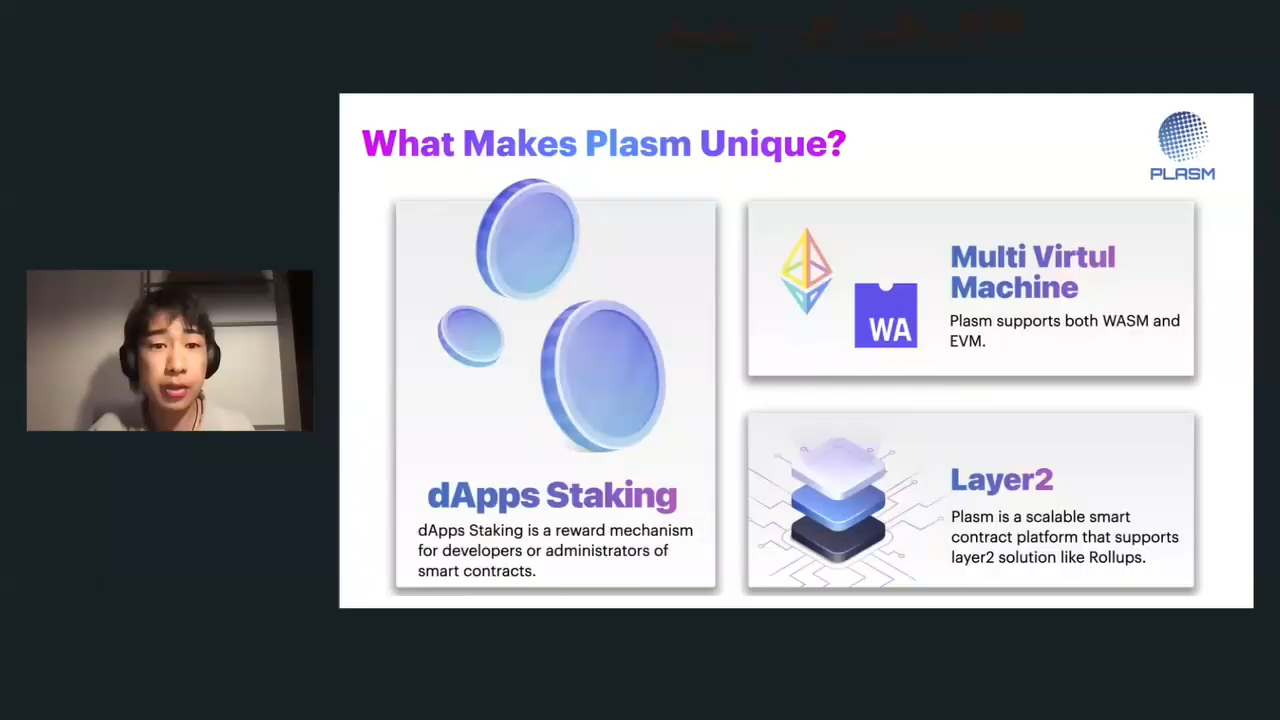 What Makes Plasm Unique?
PLASM
dApps Staking
dApps Staking is a reward mechanism
for developers or administrators of
smart contracts.
WA
Multi Virtul
Machine
Plasm supports both WASM and
EVM.
Layer2
Plasm is a scalable smart
contract platform that supports
layer2 solution like Rollups.